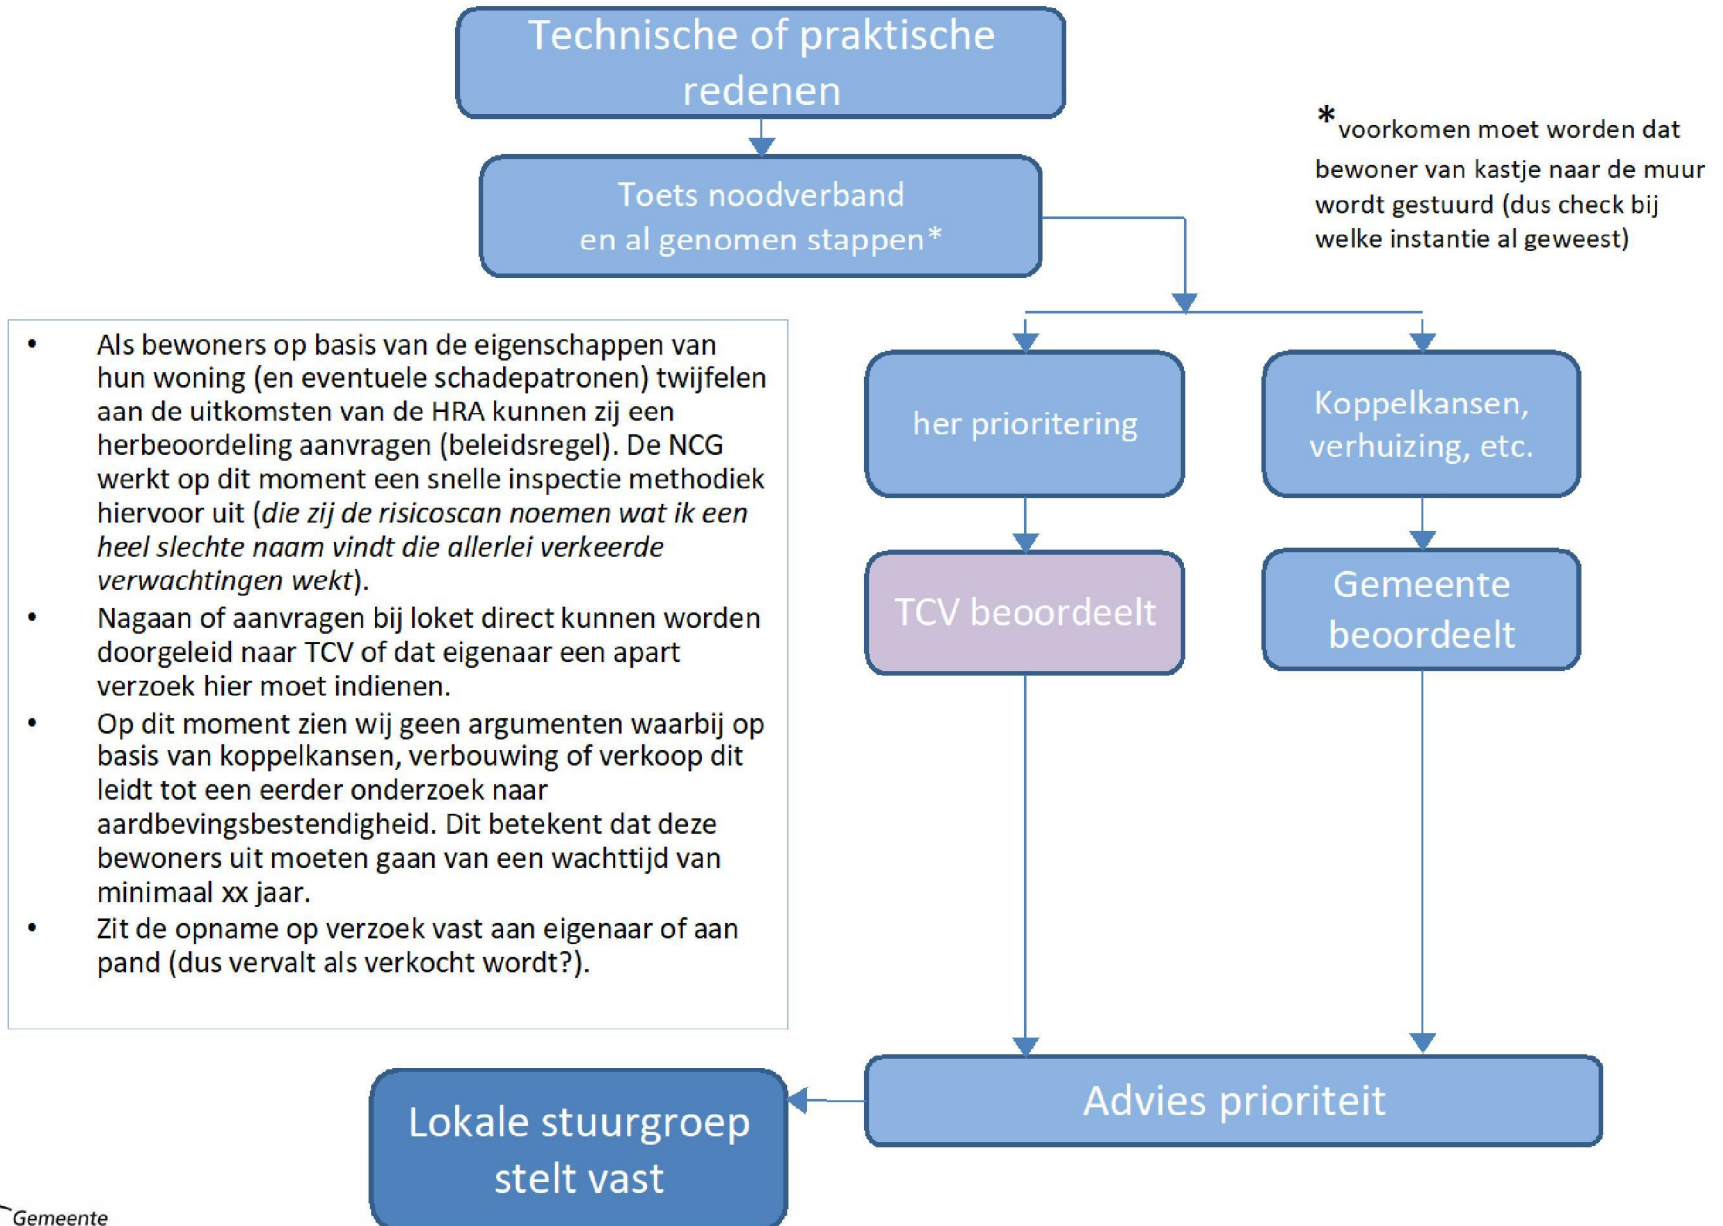 Technische of praktische
redenen
*voorkomen moet worden dat
bewoner van kastje naar de muur
wordt gestuurd (dus check bij
welke instantie al geweest)
Toets noodverband
en al genomen stappen*
• Als bewoners op basis van de eigenschappen van
hun woning (en eventuele schadepatronen) twijfelen
aan de uitkomsten van de HRA kunnen zij een
herbeoordeling aanvragen (beleidsregel). De NCG
werkt op dit moment een snelle inspectie methodiek
hiervoor uit (die zij de risicoscan noemen wat ik een
heel slechte naam vindt die allerlei verkeerde
verwachtingen wekt).
• Nagaan of aanvragen bij loket direct kunnen worden
doorgeleid naar TCV of dat eigenaar een apart
verzoek hier moet indienen.
• Op dit moment zien wij geen argumenten waarbij op
basis van koppelkansen, verbouwing of verkoop dit
leidt tot een eerder onderzoek naar
aardbevingsbestendigheid. Dit betekent dat deze
bewoners uit moeten gaan van een wachttijd van
minimaal xx jaar.
• Zit de opname op verzoek vast aan eigenaar of aan
pand (dus vervalt als verkocht wordt?).
her prioritering
Koppelkansen,
verhuizing, etc.
TCV beoordeelt
Gemeente
beoordeelt
Advies prioriteit
Lokale stuurgroep
stelt vast
Gemeente